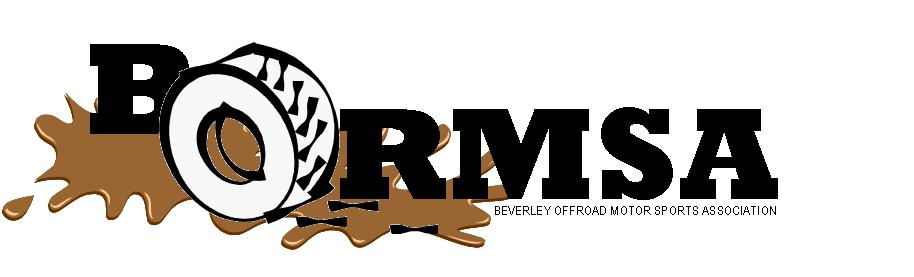 BORMSA
BEVERLEY OFFROAD MOTOR SPORTS ASSOCIATION